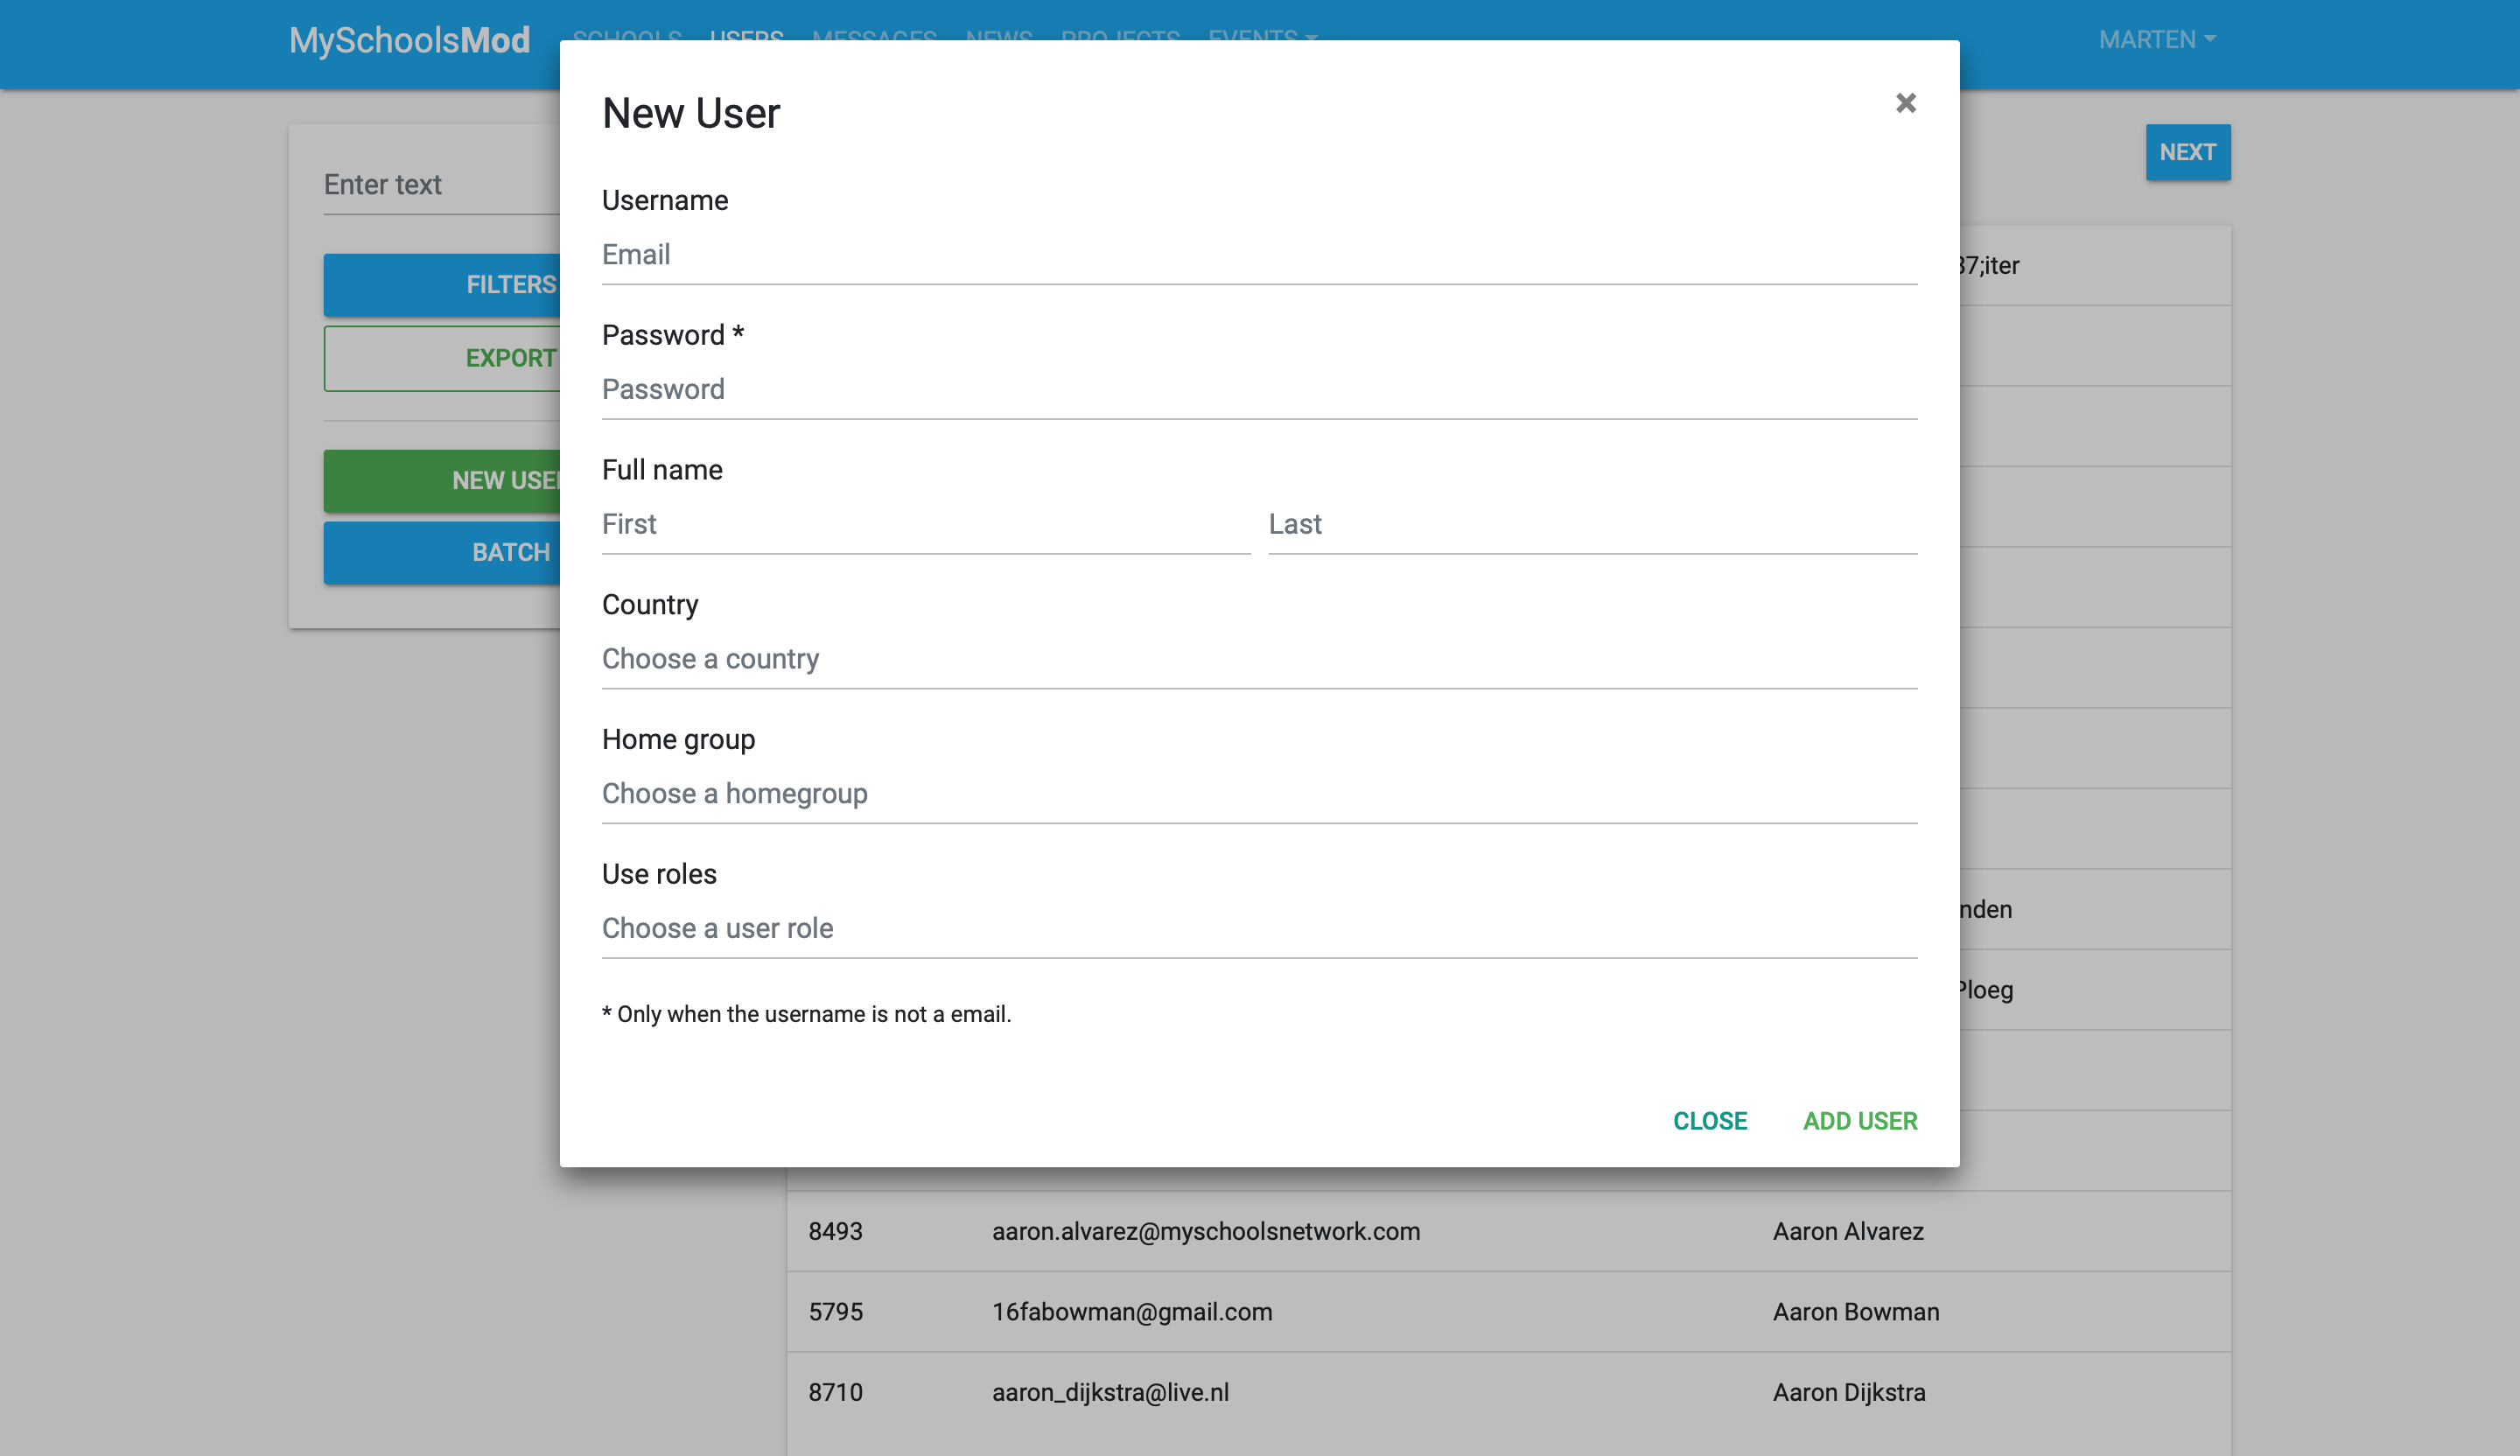 MySchoolsMod SCHOOLS USERS MESSAGES NEWS PROJECTS EVENTS MARTEN
New User ×
NEXT
Enter text
Username
Email
FILTERS
37;iter
Password *
EXPORT
Password
Full name
NEW USE
First Last
BATCH
Country
Choose a country
Home group
Choose a homegroup
Use roles
nden
Choose a user role
Ploeg
* Only when the username is not a email.
CLOSE ADD USER
8493 aaron.alvarez@myschoolsnetwork.com Aaron Alvarez
5795 16fabowman@gmail.com Aaron Bowman
8710 aaron_dijkstra@live.nl Aaron Dijkstra